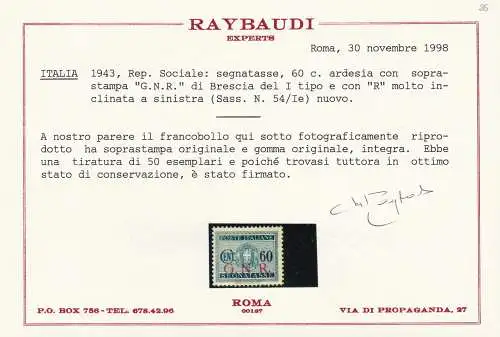 RAYBAUDI
EXPERTS
Roma, 30 novembre 1998
ITALIA 1943, Rep. Sociale: segnatasse, 60 c. ardesia con sopra-
stampa "G.N.R." di Brescia del I tipo e con "R" molto in-
clinata a sinistra (Sass. N. 54/Ie) nuovo.
A nostro parere il francobollo qui sotto fotograficamente ripro-
dotto ha soprastampa originale e gomma originale, integra. Ebbe
una tiratura di 50 esemplari e poiché trovasi tuttora in ottimo
stato di conservazione, è stato firmato.
POSTE ITALIANE
CENT. 60
G. N. R.
SEGNATASSE
ROMA
00187
P.O. BOX 756 - TEL. 678.42.96
VIA DI PROPAGANDA, 27